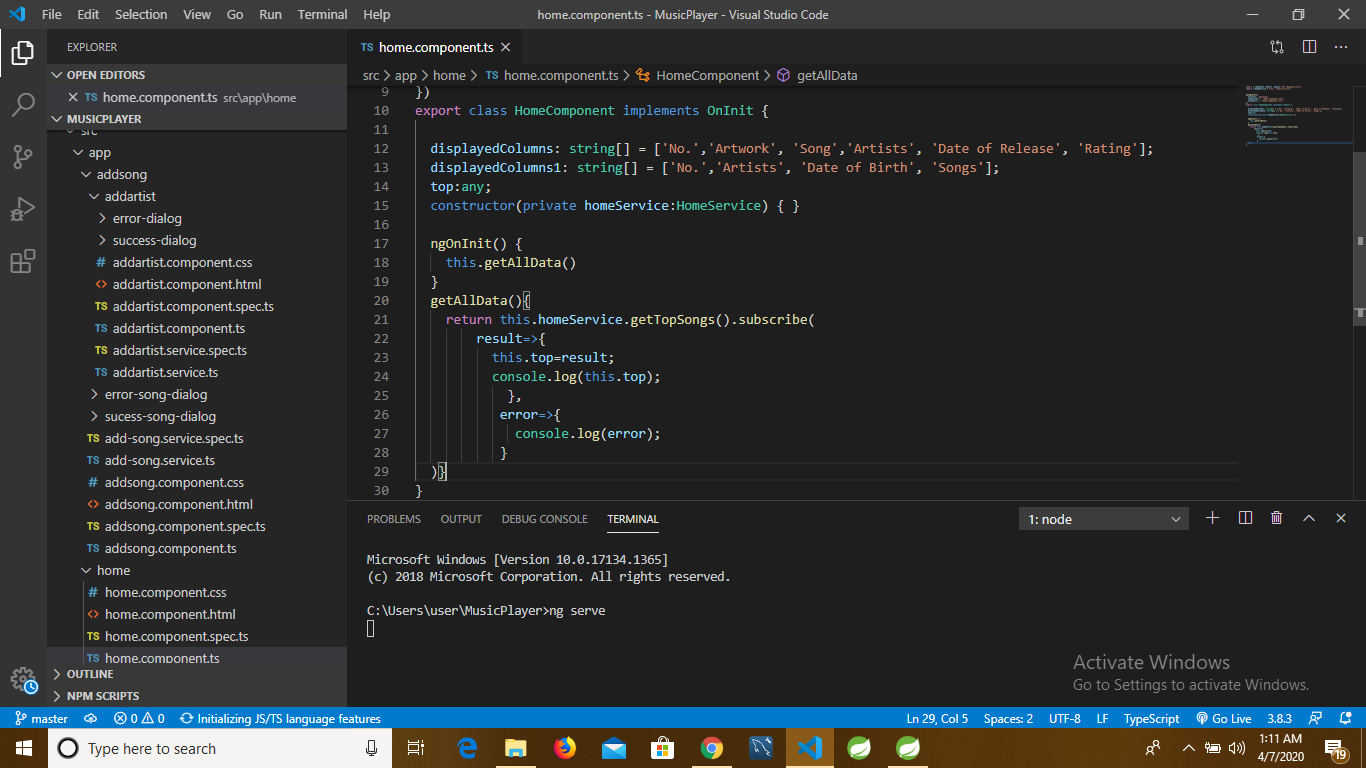 File Edit Selection View Go Run Terminal Help
home.component.ts - MusicPlayer - Visual Studio Code
EXPLORER
OPEN EDITORS
TS home.component.ts src\app\home
MUSICPLAYER
src
app
addsong
addartist
error-dialog
success-dialog
# addartist.component.css
<> addartist.component.html
TS addartist.component.spec.ts
TS addartist.component.ts
TS addartist.service.spec.ts
TS addartist.service.ts
error-song-dialog
sucess-song-dialog
TS add-song.service.spec.ts
TS add-song.service.ts
# addsong.component.css
<> addsong.component.html
TS addsong.component.spec.ts
TS addsong.component.ts
home
# home.component.css
<> home.component.html
TS home.component.spec.ts
TS home.component.ts
OUTLINE
NPM SCRIPTS
TS home.component.ts
src > app > home > TS home.component.ts > HomeComponent > getAllData
9 })
10 export class HomeComponent implements OnInit {
11
12 displayedColumns: string[] = ['No.','Artwork', 'Song','Artists', 'Date of Release', 'Rating'];
13 displayedColumns1: string[] = ['No.','Artists', 'Date of Birth', 'Songs'];
14 top:any;
15 constructor(private homeService:HomeService) { }
16
17 ngOnInit() {
18 this.getAllData()
19 }
20 getAllData(){
21 return this.homeService.getTopSongs().subscribe(
22 result=>{
23 this.top=result;
24 console.log(this.top);
25 },
26 error=>{
27 console.log(error);
28 }
29 )}
30 }
PROBLEMS OUTPUT DEBUG CONSOLE TERMINAL
1: node
Microsoft Windows [Version 10.0.17134.1365]
(c) 2018 Microsoft Corporation. All rights reserved.
C:\Users\user\MusicPlayer>ng serve
Activate Windows
Go to Settings to activate Windows.
master 0 0 Initializing JS/TS language features
Ln 29, Col 5 Spaces: 2 UTF-8 LF TypeScript Go Live 3.8.3
Type here to search
1:11 AM
4/7/2020
19